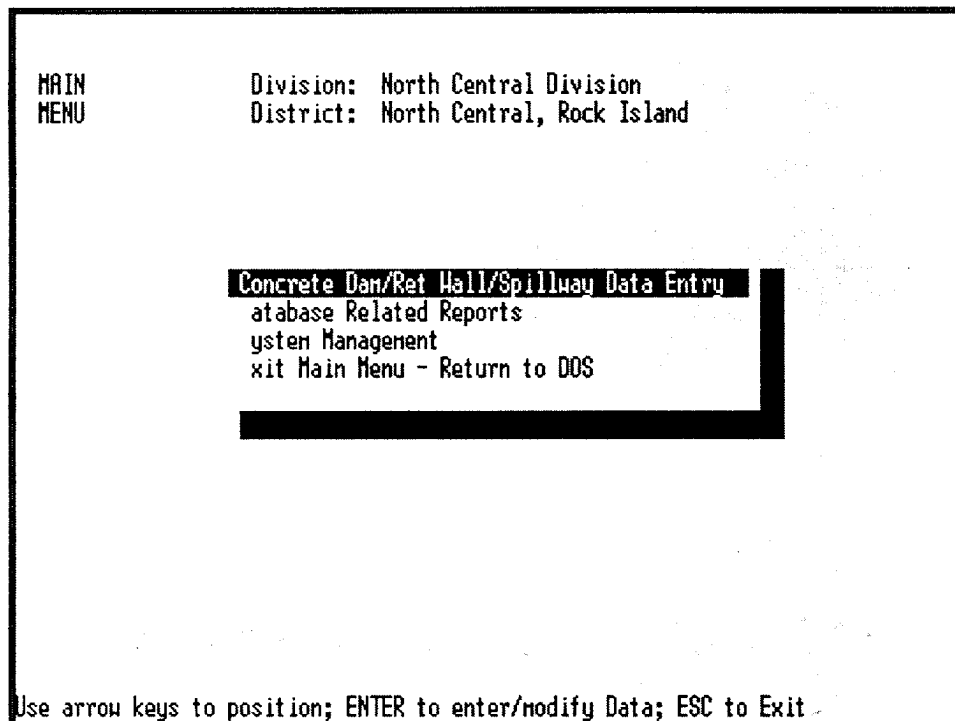 MAIN Division: North Central Division
MENU District: North Central, Rock Island
Concrete Dam/Ret Wall/Spillway Data Entry
atabase Related Reports
ystem Management
xit Main Menu - Return to DOS
Use arrow keys to position; ENTER to enter/modify Data; ESC to Exit